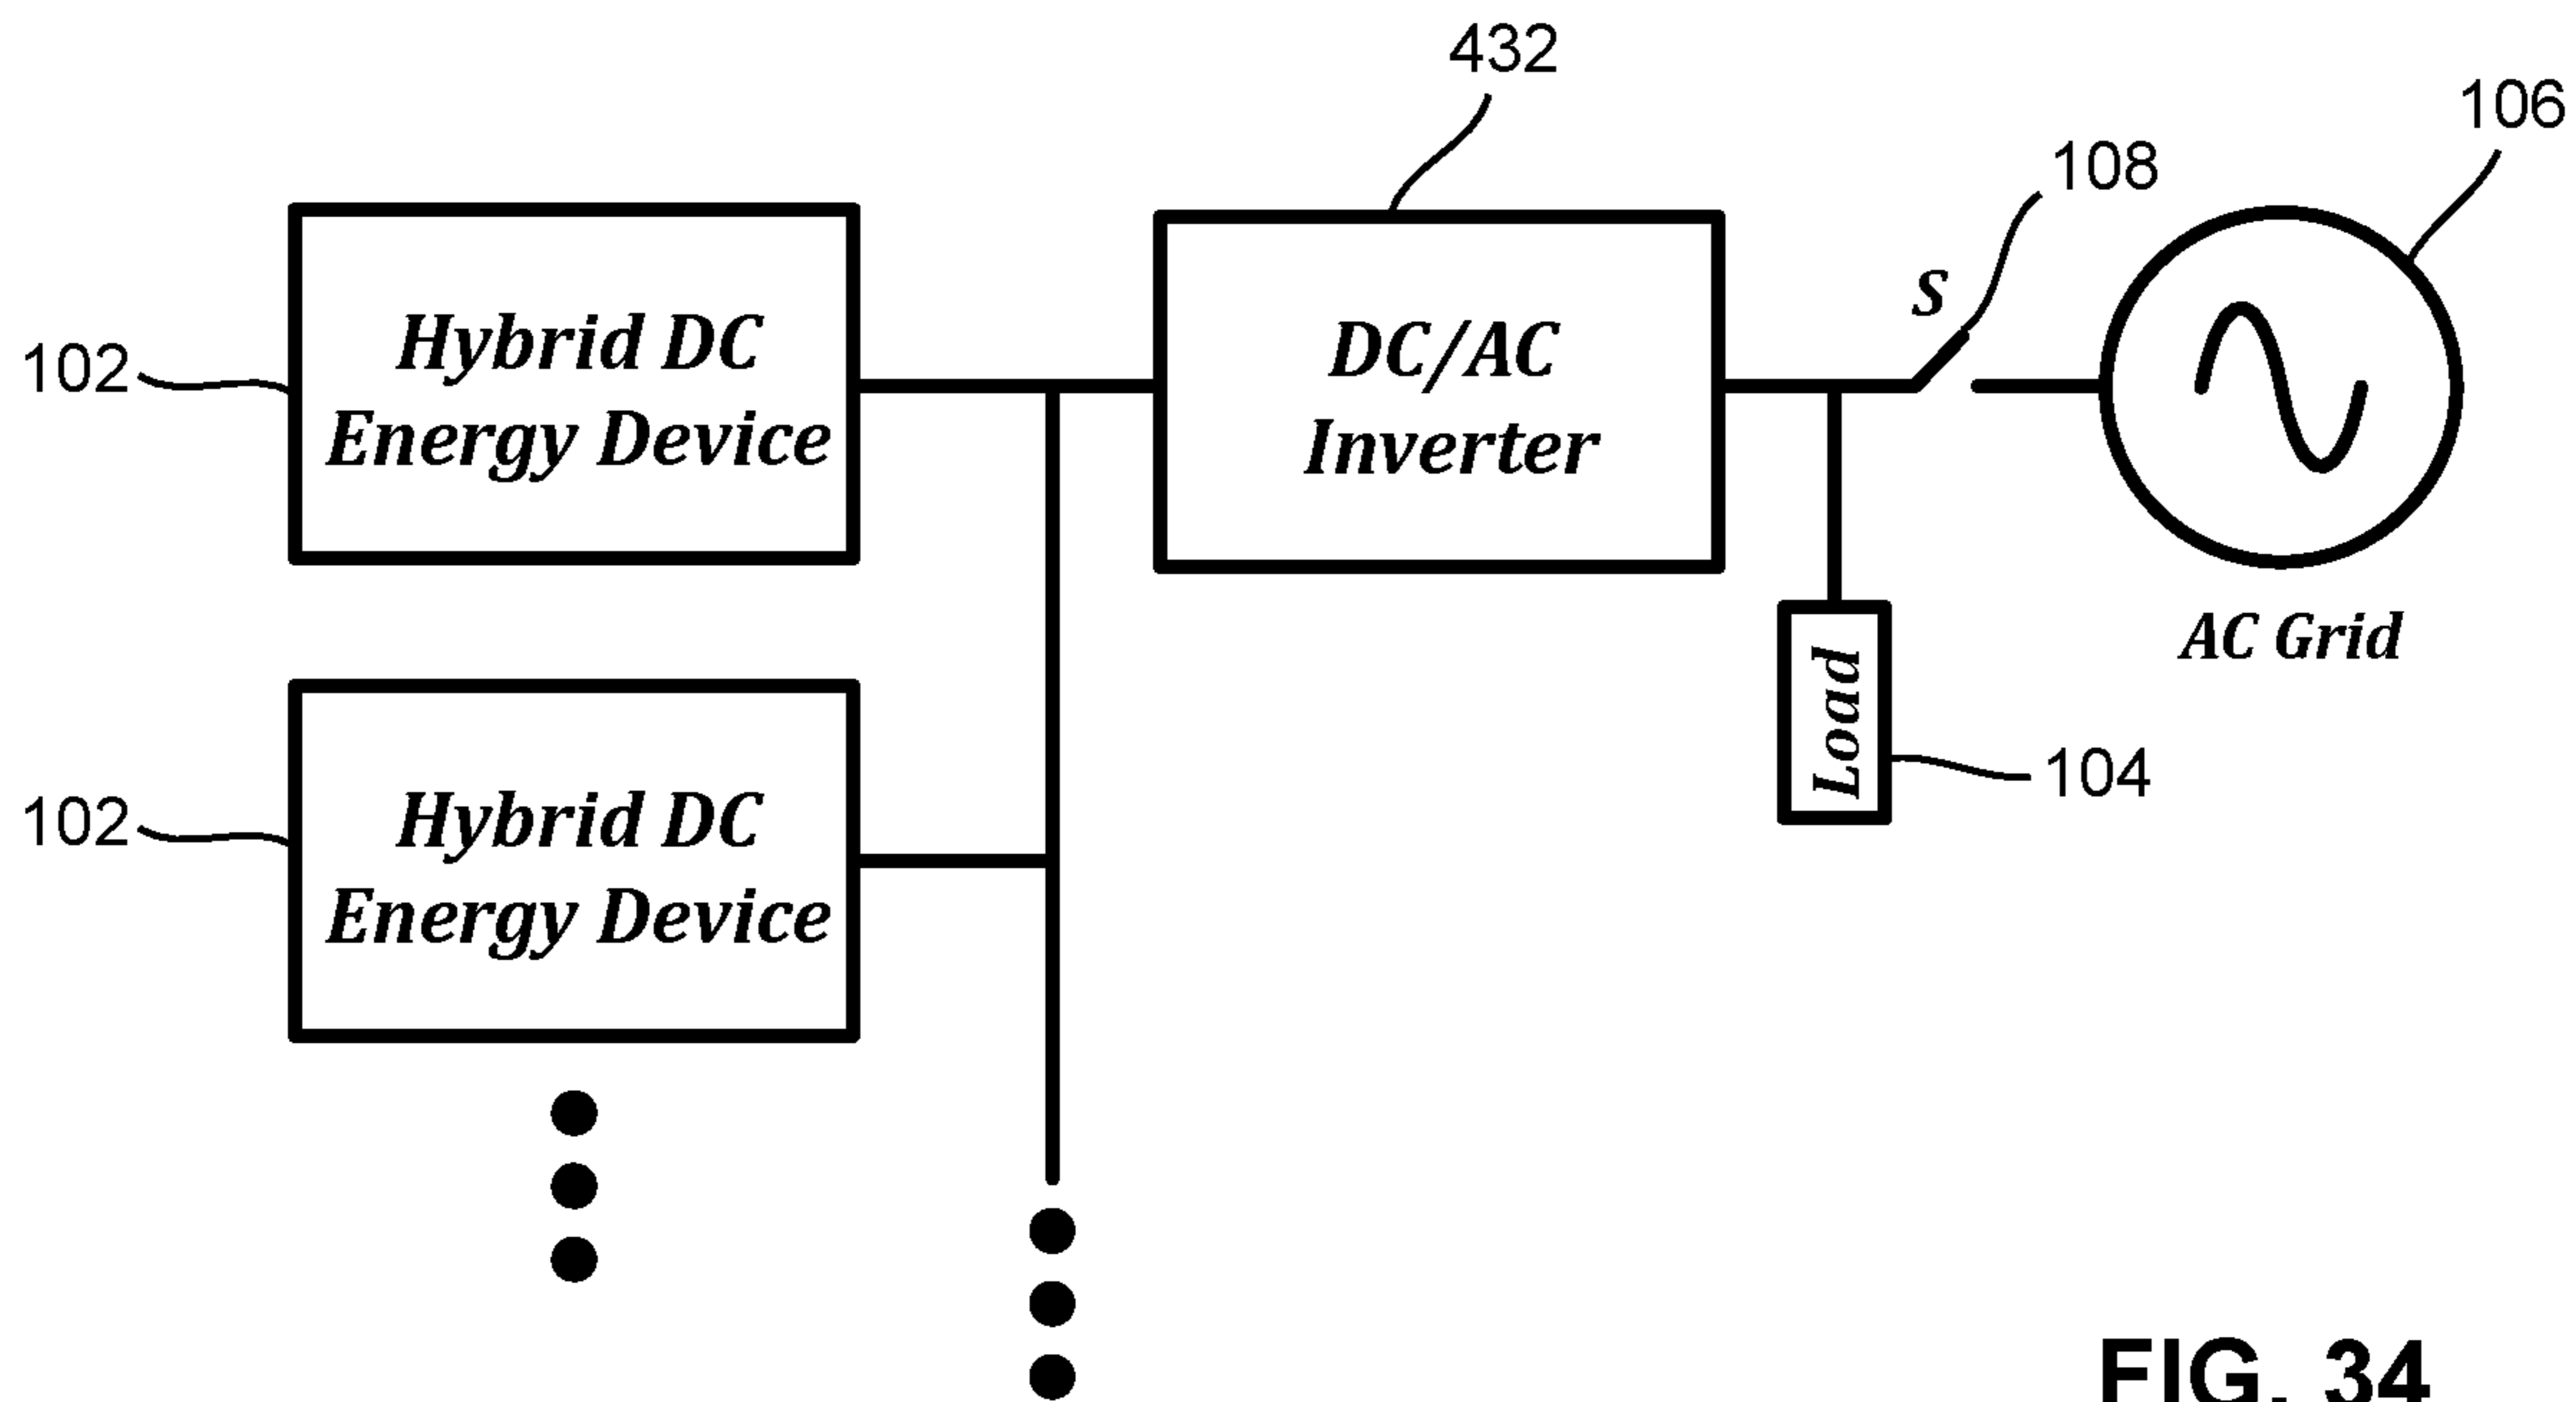 432
106
108
S
102
Hybrid DC
Energy Device
DC/AC
Inverter
AC Grid
Load
104
102
Hybrid DC
Energy Device
FIG. 34